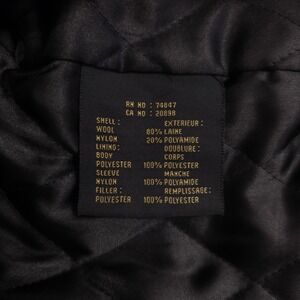 RN NO : 74647
CA NO : 20898
SHELL : EXTERIEUR :
WOOL 80% LAINE
NYLON 20% POLYAMIDE
LINING: DOUBLURE:
BODY CORPS
POLYESTER 100% POLYESTER
SLEEVE MANCHE
NYLON 100% POLYAMIDE
FILLER : REMPLISSAGE:
POLYESTER 100% POLYESTER